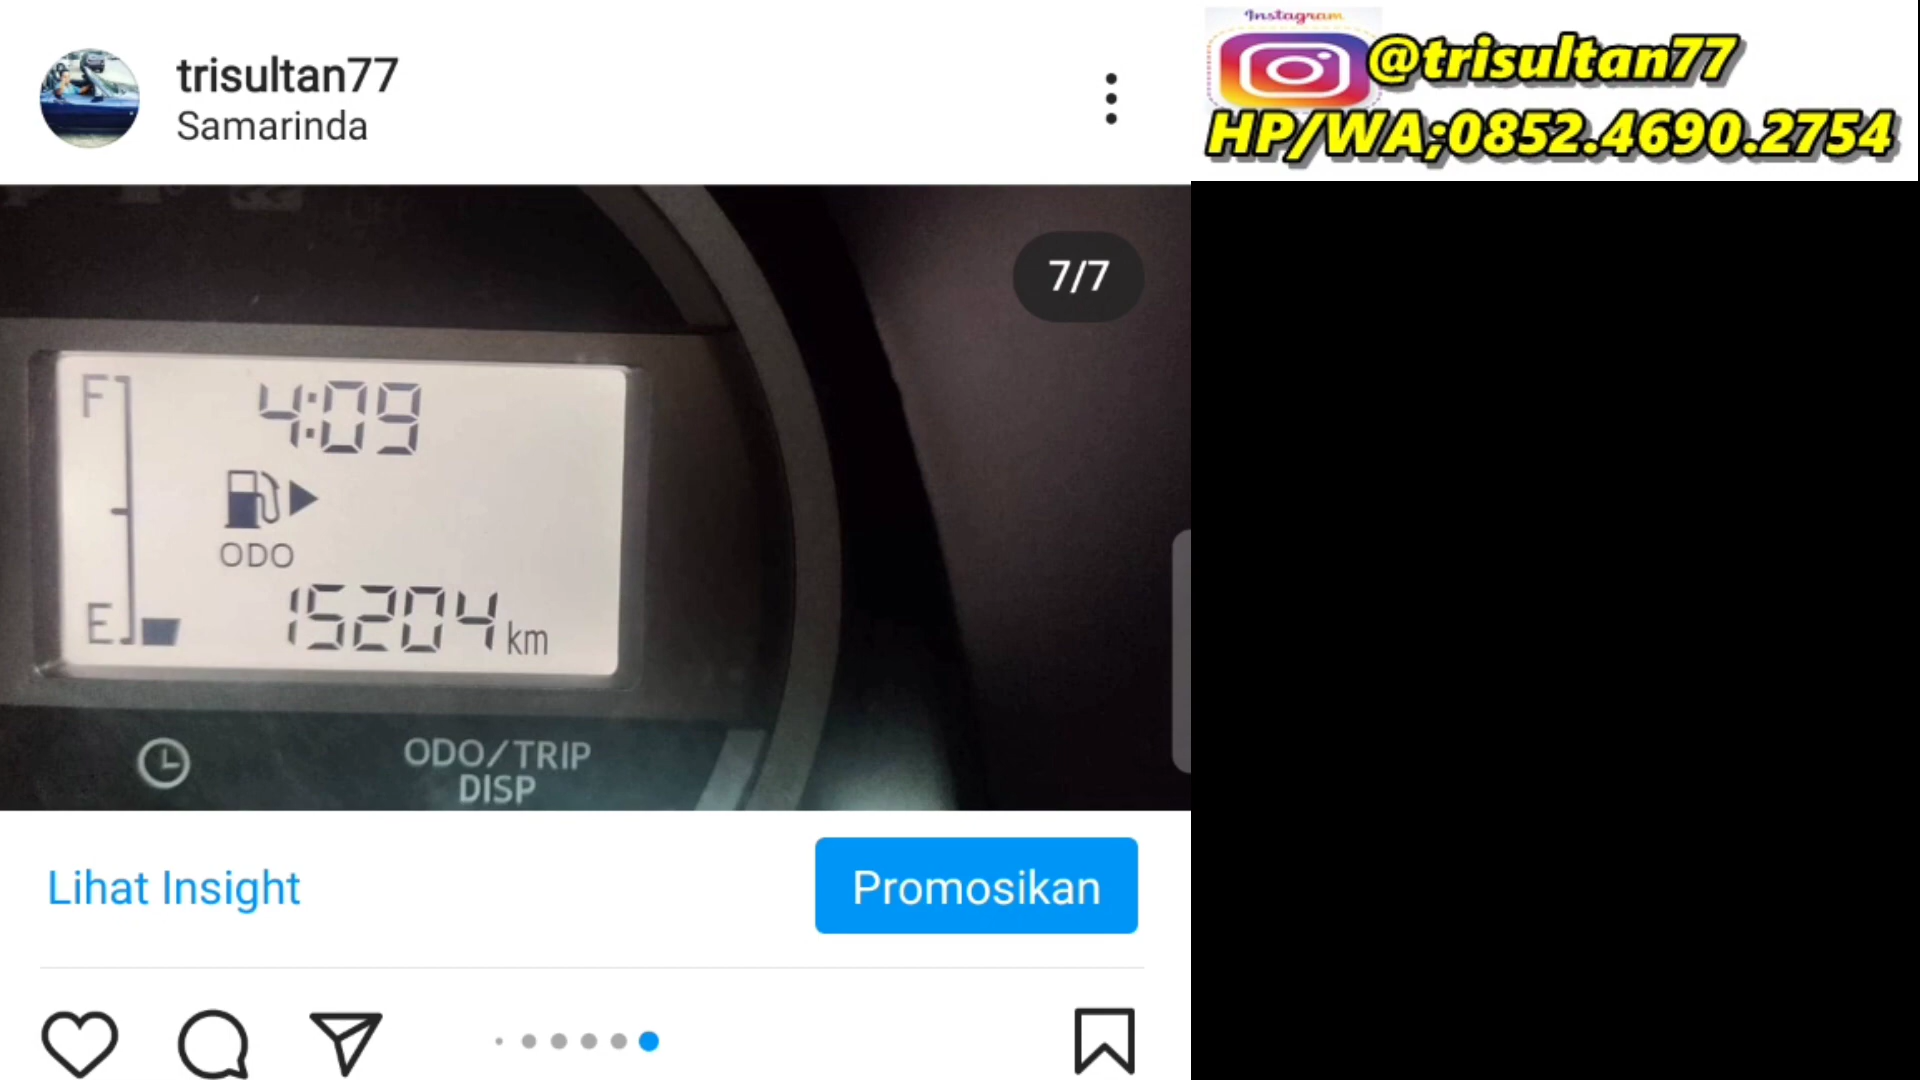 trisultan77
Samarinda
7/7
F
4:09
ODO
E
15204 km
ODO/TRIP
DISP
Lihat Insight
Promosikan
Instagram
@trisultan77
HP/WA;0852.4690.2754